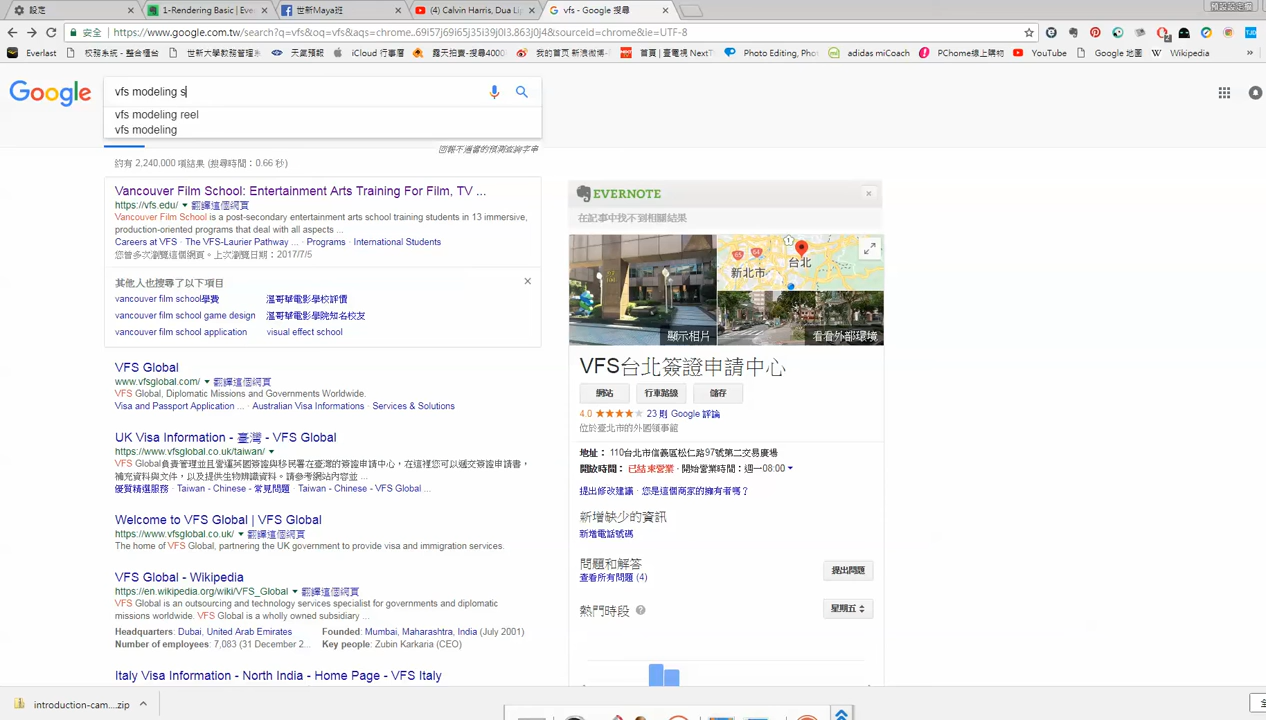 設定
1-Rendering Basic | Ever
世新Maya班
(4) Calvin Harris, Dua Li
vfs - Google 搜尋
安全 https://www.google.com.tw/search?q=vfs&oq=vfs&aqs=chrome..69i57j69i65j35i39j0l3.863j0j4&sourceid=chrome&ie=UTF-8
Everlast
校務系統 – 整合櫃台
世新大學校務管理系
天氣預報
iCloud 行事曆
我的首頁 新浪微博-
首頁 | 壹電視 NextT
Photo Editing, Phot
adidas miCoach
PChome線上購物
YouTube
Google 地圖
Wikipedia
Google
vfs modeling s
vfs modeling reel
vfs modeling
回報不適當的預測或詢字串
約有 2,240,000 項結果 (搜尋時間：0.66 秒)
Vancouver Film School: Entertainment Arts Training For Film, TV ...
https://vfs.edu/ 翻譯這個網頁
Vancouver Film School is a post-secondary entertainment arts school training students in 13 immersive,
production-oriented programs that deal with all aspects ...
Careers at VFS · The VFS-Laurier Pathway ... · Programs · International Students
您曾多次瀏覽這個網頁。上次瀏覽日期：2017/7/5
其他人也搜尋了以下項目
vancouver film school學費 溫哥華電影學校評價
vancouver film school game design 溫哥華電影學院知名校友
vancouver film school application visual effect school
VFS Global
www.vfsglobal.com/ 翻譯這個網頁
VFS Global, Diplomatic Missions and Governments Worldwide.
Visa and Passport Application ... · Australian Visa Informations · Services & Solutions
UK Visa Information - 臺灣 - VFS Global
https://www.vfsglobal.co.uk/taiwan/
VFS Global負責管理並且營運英國簽證與移民署在臺灣的簽證申請中心，在這裡您可以遞交簽證申請書，
補充資料與文件，以及提供生物辨識資料。請參考網站內容並 ...
優質精選服務 · Taiwan - Chinese - 常見問題 · Taiwan - Chinese - VFS Global ...
Welcome to VFS Global | VFS Global
https://www.vfsglobal.co.uk/ 翻譯這個網頁
The home of VFS Global, partnering the UK government to provide visa and immigration services.
VFS Global - Wikipedia
https://en.wikipedia.org/wiki/VFS_Global 翻譯這個網頁
VFS Global is an outsourcing and technology services specialist for governments and diplomatic
missions worldwide. VFS Global is a wholly owned subsidiary ...
Headquarters: Dubai, United Arab Emirates Founded: Mumbai, Maharashtra, India (July 2001)
Number of employees: 7,083 (31 December 2... Key people: Zubin Karkaria (CEO)
Italy Visa Information - North India - Home Page - VFS Italy
EVERNOTE
在記事中找不到相關結果
顯示相片
新北市
台北
看看外部環境
VFS台北簽證申請中心
網站 行車路線 儲存
4.0 ★★★★★ 23 則 Google 評論
位於臺北市的外國領事館
地址： 110台北市信義區松仁路97號第二交易廣場
開放時間： 已結束營業 · 開始營業時間：週一08:00
提出修改建議 · 您是這個商家的擁有者嗎？
新增缺少的資訊
新增電話號碼
問題和解答
查看所有問題 (4)
提出問題
熱門時段
星期五
introduction-cam....zip